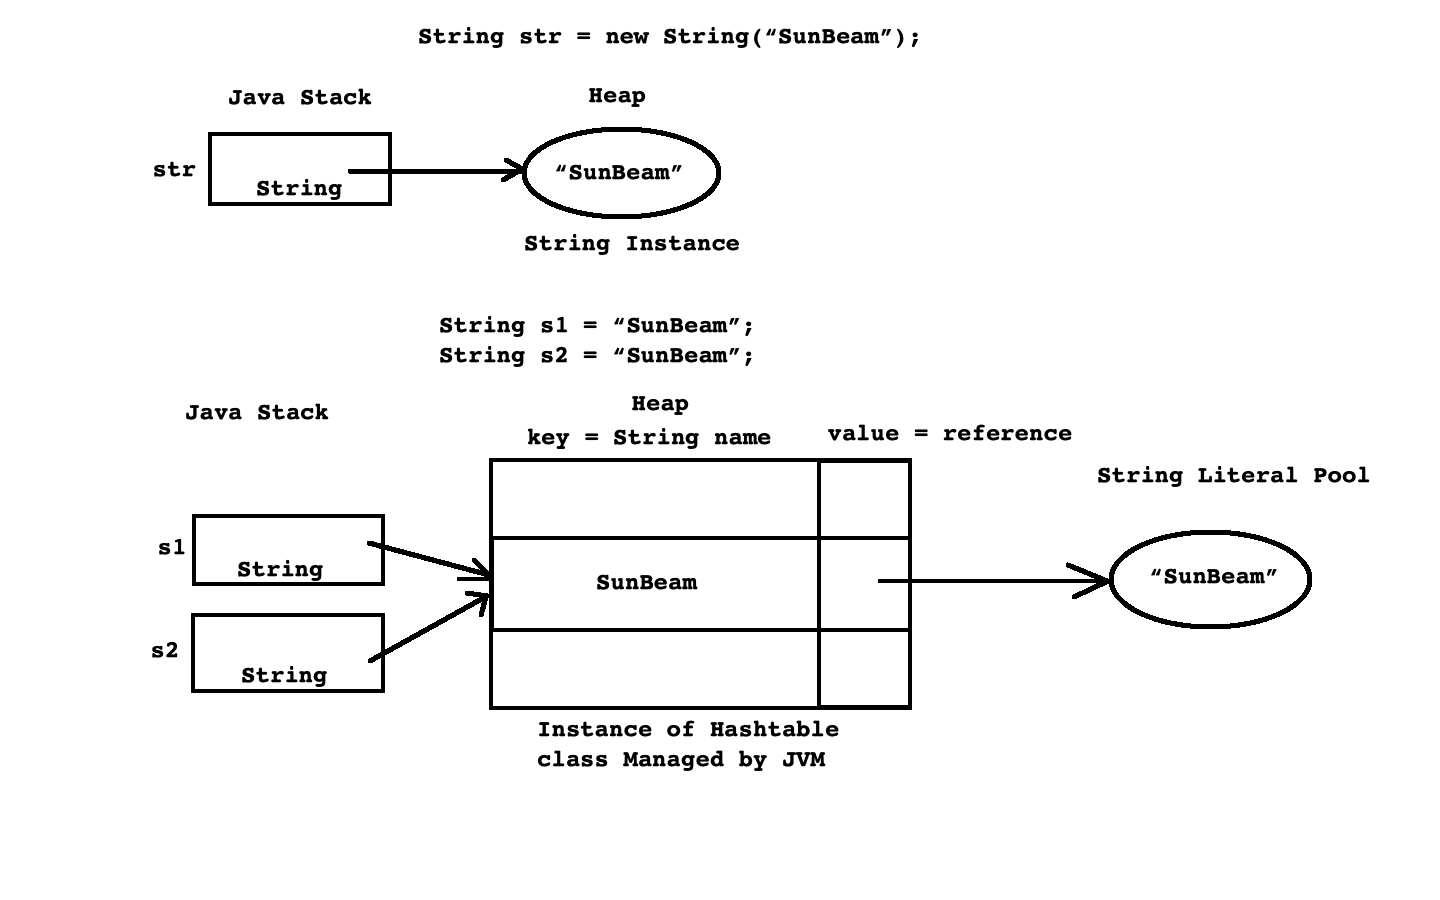 String str = new String(“SunBeam”);
Java Stack
Heap
str
String
“SunBeam”
String Instance
String s1 = “SunBeam”;
String s2 = “SunBeam”;
Java Stack
Heap
key = String name
value = reference
String Literal Pool
s1
String
SunBeam
“SunBeam”
s2
String
Instance of Hashtable
class Managed by JVM